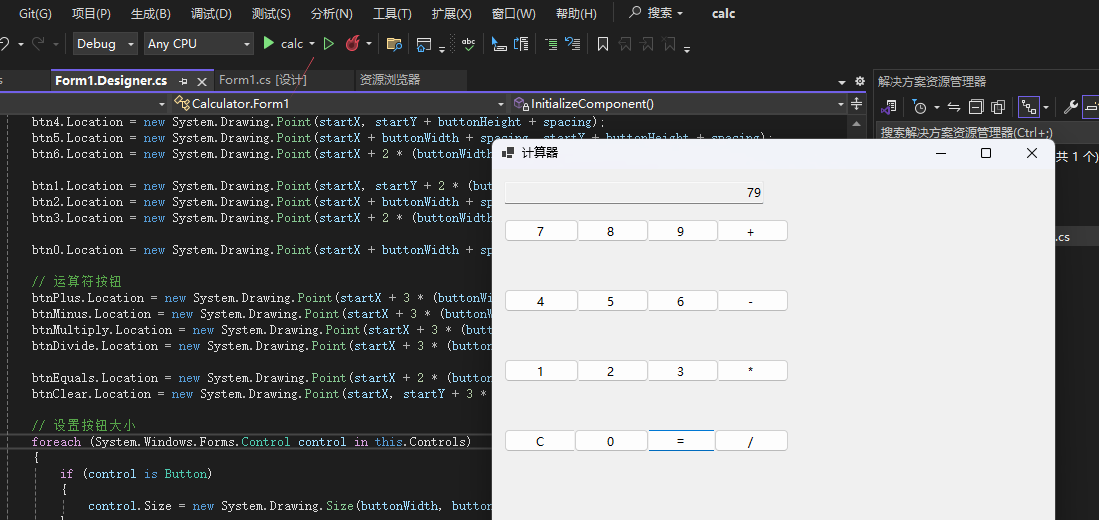 Git(G) 项目(P) 生成(B) 调试(D) 测试(S) 分析(N) 工具(T) 扩展(X) 窗口(W) 帮助(H) 搜索 calc
Debug Any CPU calc
Form1.Designer.cs Form1.cs [设计] 资源浏览器 解决方案资源管理器
Calculator.Form1 InitializeComponent()
搜索解决方案资源管理器(Ctrl+;)
btn4.Location = new System.Drawing.Point(startX, startY + buttonHeight + spacing);
btn5.Location = new System.Drawing.Point(startX + buttonWidth + spacing, startY + buttonHeight + spacing);
btn6.Location = new System.Drawing.Point(startX + 2 * (buttonWidth
共 1 个)
btn1.Location = new System.Drawing.Point(startX, startY + 2 * (but
btn2.Location = new System.Drawing.Point(startX + buttonWidth + sp
btn3.Location = new System.Drawing.Point(startX + 2 * (buttonWidth
btn0.Location = new System.Drawing.Point(startX + buttonWidth + sp
.cs
// 运算符按钮
btnPlus.Location = new System.Drawing.Point(startX + 3 * (buttonWi
btnMinus.Location = new System.Drawing.Point(startX + 3 * (buttonW
btnMultiply.Location = new System.Drawing.Point(startX + 3 * (butt
btnDivide.Location = new System.Drawing.Point(startX + 3 * (button
btnEquals.Location = new System.Drawing.Point(startX + 2 * (button
btnClear.Location = new System.Drawing.Point(startX, startY + 3 *
// 设置按钮大小
foreach (System.Windows.Forms.Control control in this.Controls)
{
if (control is Button)
{
control.Size = new System.Drawing.Size(buttonWidth, button
计算器
79
7 8 9 +
4 5 6 -
1 2 3 *
C 0 = /